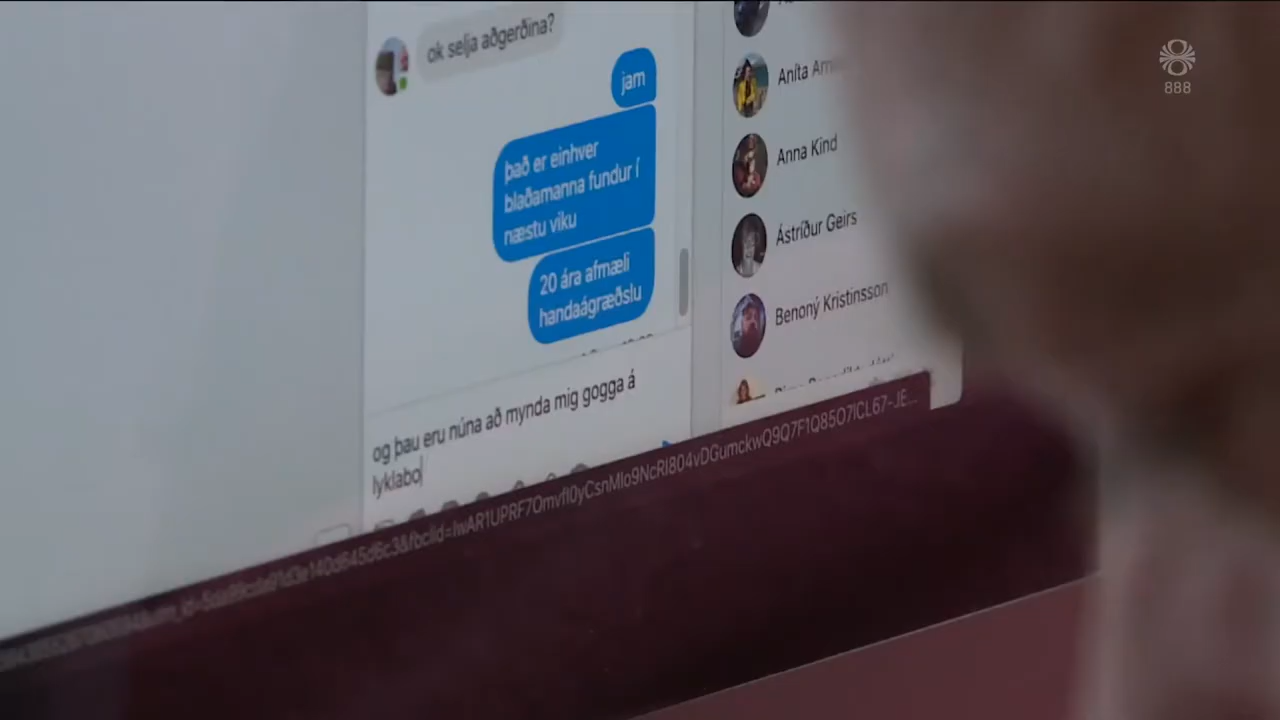 ok selja aðgerðina?
jam
það er einhver
blaðamanna fundur í
næstu viku
20 ára afmæli
handaágræðslu
og þau eru núna að mynda mig gogga á
lyklabo
Aníta
Anna Kind
Ástríður Geirs
Benoný Kristinsson
888